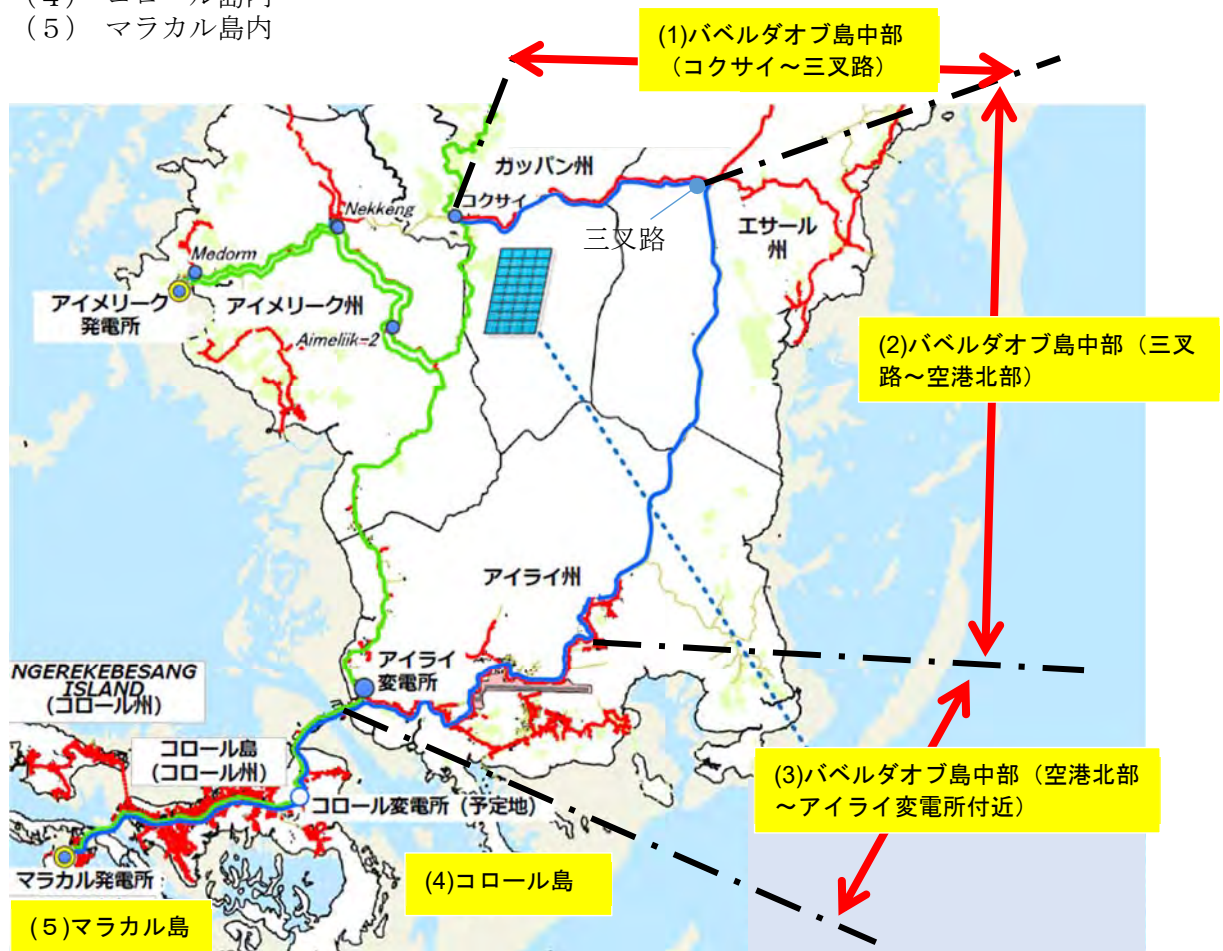 （５） マラカル島内
(1)バベルダオブ島中部
（コクサイ～三叉路）
ガッパン州
Nekkeng
コクサイ
三叉路
エサール
州
Medorm
アイメリーク
発電所
アイメリーク州
Aimeliik=2
(2)バベルダオブ島中部（三叉
路～空港北部）
アイライ州
アイライ
変電所
NGEREKEBESANG
ISLAND
(コロール州)
コロール島
(コロール州)
コロール変電所（予定地）
(3)バベルダオブ島中部（空港北部
～アイライ変電所付近）
マラカル発電所
(4)コロール島
(５)マラカル島